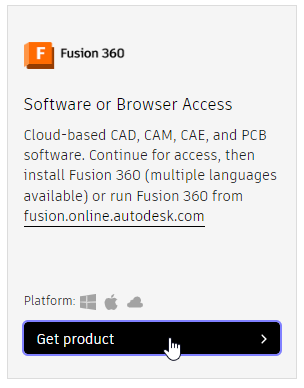 F Fusion 360
Software or Browser Access
Cloud-based CAD, CAM, CAE, and PCB
software. Continue for access, then
install Fusion 360 (multiple languages
available) or run Fusion 360 from
fusion.online.autodesk.com
Platform:
Get product